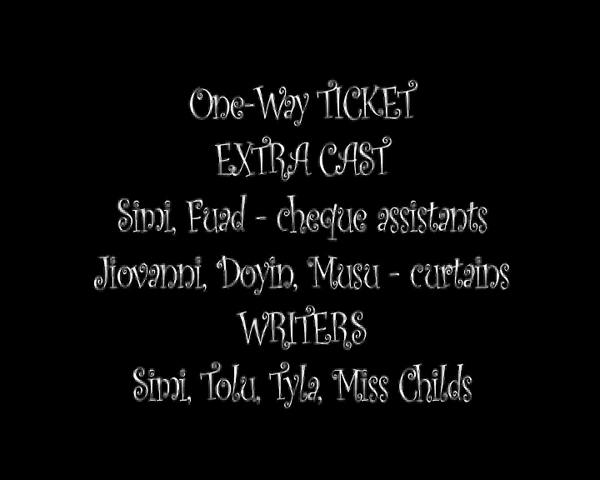 One-Way TICKET
EXTRA CAST
Simi, Fuad - cheque assistants
Jiovanni, Doyin, Musu - curtains
WRITERS
Simi, Tolu, Tyla, Miss Childs